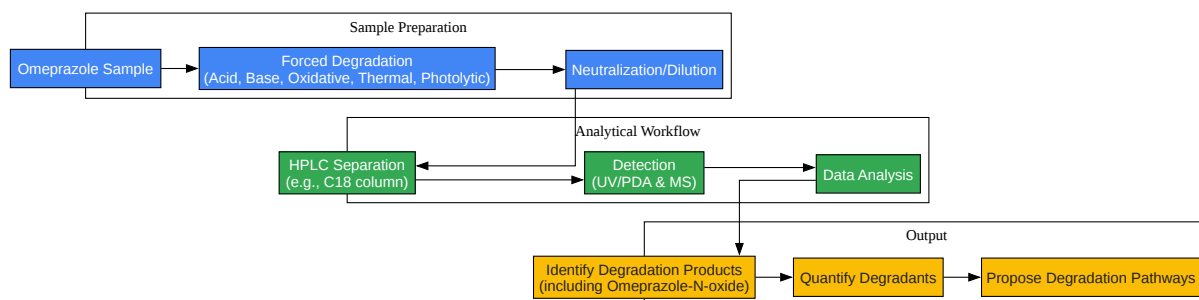 Sample Preparation
Omeprazole Sample
Forced Degradation
(Acid, Base, Oxidative, Thermal, Photolytic)
Neutralization/Dilution
Analytical Workflow
HPLC Separation
(e.g., C18 column)
Detection
(UV/PDA & MS)
Data Analysis
Output
Identify Degradation Products
(including Omeprazole-N-oxide)
Quantify Degradants
Propose Degradation Pathways